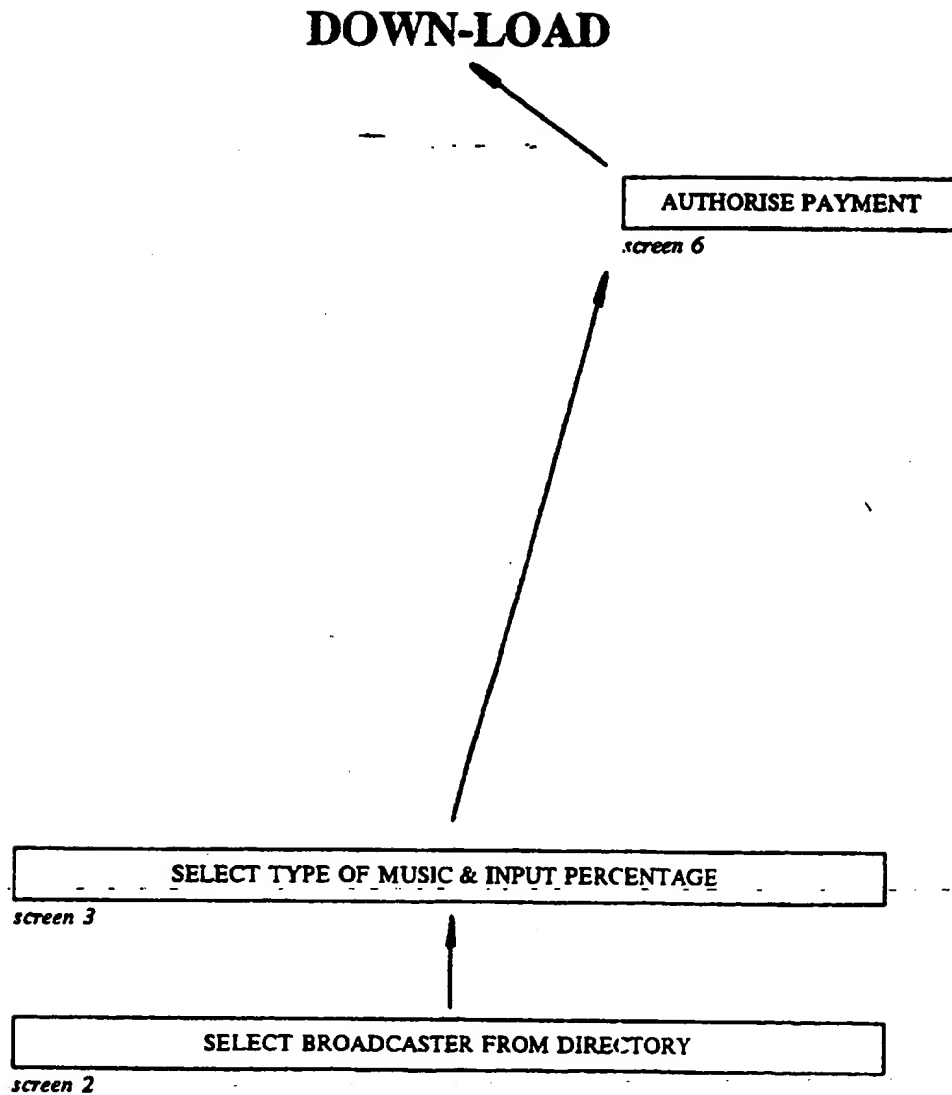 DOWN-LOAD
AUTHORISE PAYMENT
screen 6
SELECT TYPE OF MUSIC & INPUT PERCENTAGE
screen 3
SELECT BROADCASTER FROM DIRECTORY
screen 2